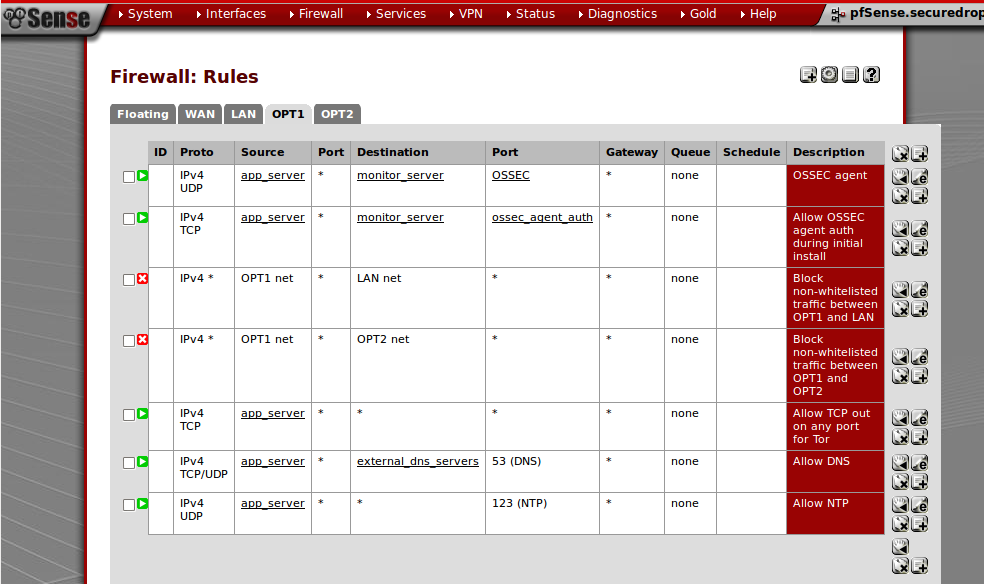 Sense System Interfaces Firewall Services VPN Status Diagnostics Gold Help pfSense.securedrop
Firewall: Rules
Floating WAN LAN OPT1 OPT2
ID Proto Source Port Destination Port Gateway Queue Schedule Description
IPv4 app_server * monitor_server OSSEC * none OSSEC agent
UDP
IPv4 app_server * monitor_server ossec_agent_auth * none Allow OSSEC
TCP agent auth
during initial
install
IPv4 * OPT1 net * LAN net * * none Block
non-whitelisted
traffic between
OPT1 and LAN
IPv4 * OPT1 net * OPT2 net * * none Block
non-whitelisted
traffic between
OPT1 and
OPT2
IPv4 app_server * * * * none Allow TCP out
TCP on any port
for Tor
IPv4 app_server * external_dns_servers 53 (DNS) * none Allow DNS
TCP/UDP
IPv4 app_server * * 123 (NTP) * none Allow NTP
UDP